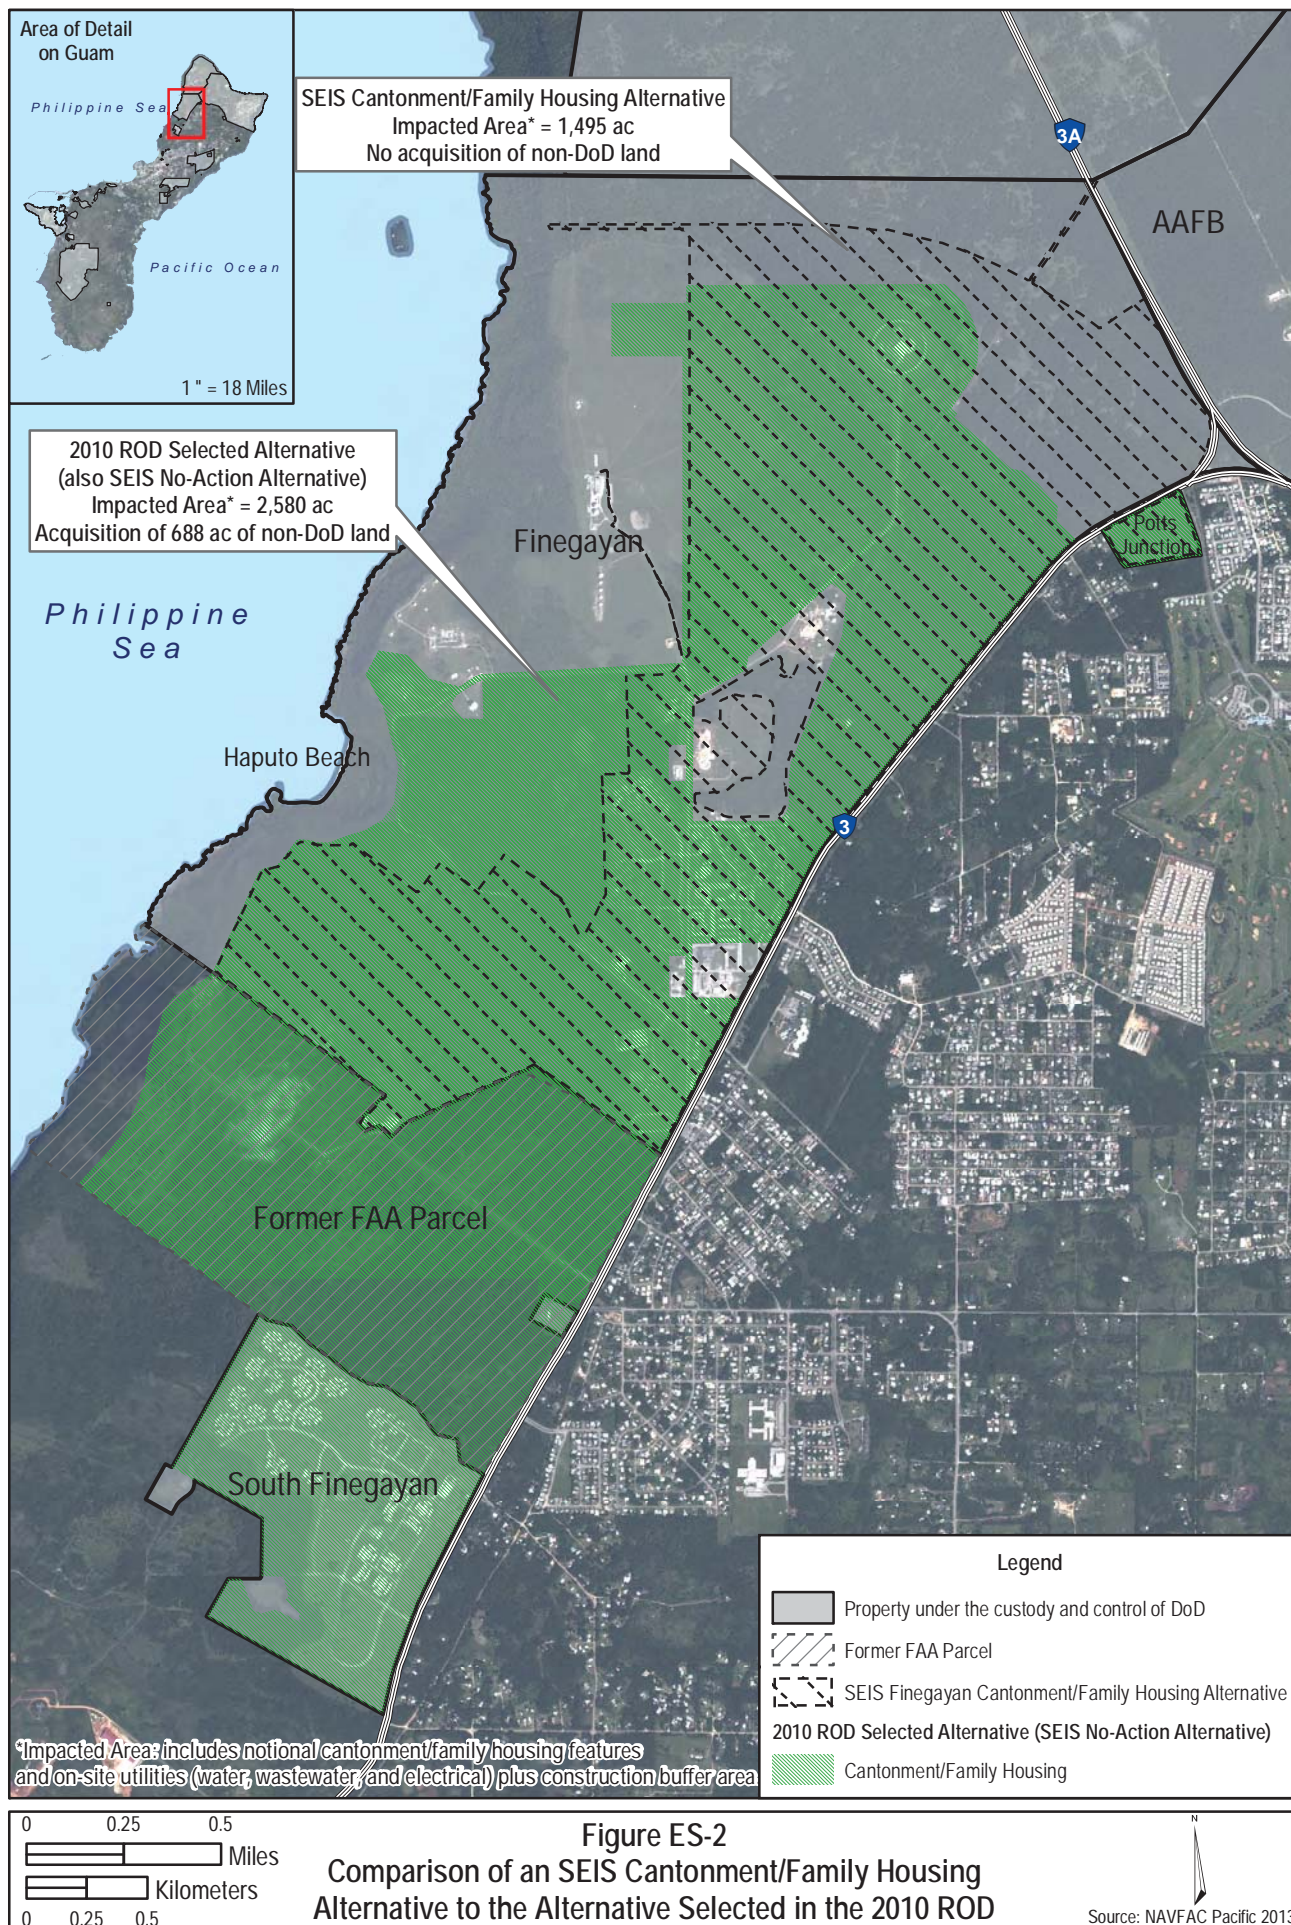 Area of Detail
on Guam
Philippine Sea
Pacific Ocean
1 " = 18 Miles
SEIS Cantonment/Family Housing Alternative
Impacted Area* = 1,495 ac
No acquisition of non-DoD land
3A
AAFB
2010 ROD Selected Alternative
(also SEIS No-Action Alternative)
Impacted Area* = 2,580 ac
Acquisition of 688 ac of non-DoD land
Finegayan
Potts
Junction
Philippine
Sea
Haputo Beach
3
Former FAA Parcel
South Finegayan
Legend
Property under the custody and control of DoD
Former FAA Parcel
SEIS Finegayan Cantonment/Family Housing Alternative
2010 ROD Selected Alternative (SEIS No-Action Alternative)
Cantonment/Family Housing
*Impacted Area: includes notional cantonment/family housing features
and on-site utilities (water, wastewater, and electrical) plus construction buffer area.
0 0.25 0.5
Miles
Kilometers
0 0.25 0.5
Figure ES-2
Comparison of an SEIS Cantonment/Family Housing
Alternative to the Alternative Selected in the 2010 ROD
N
Source: NAVFAC Pacific 2013